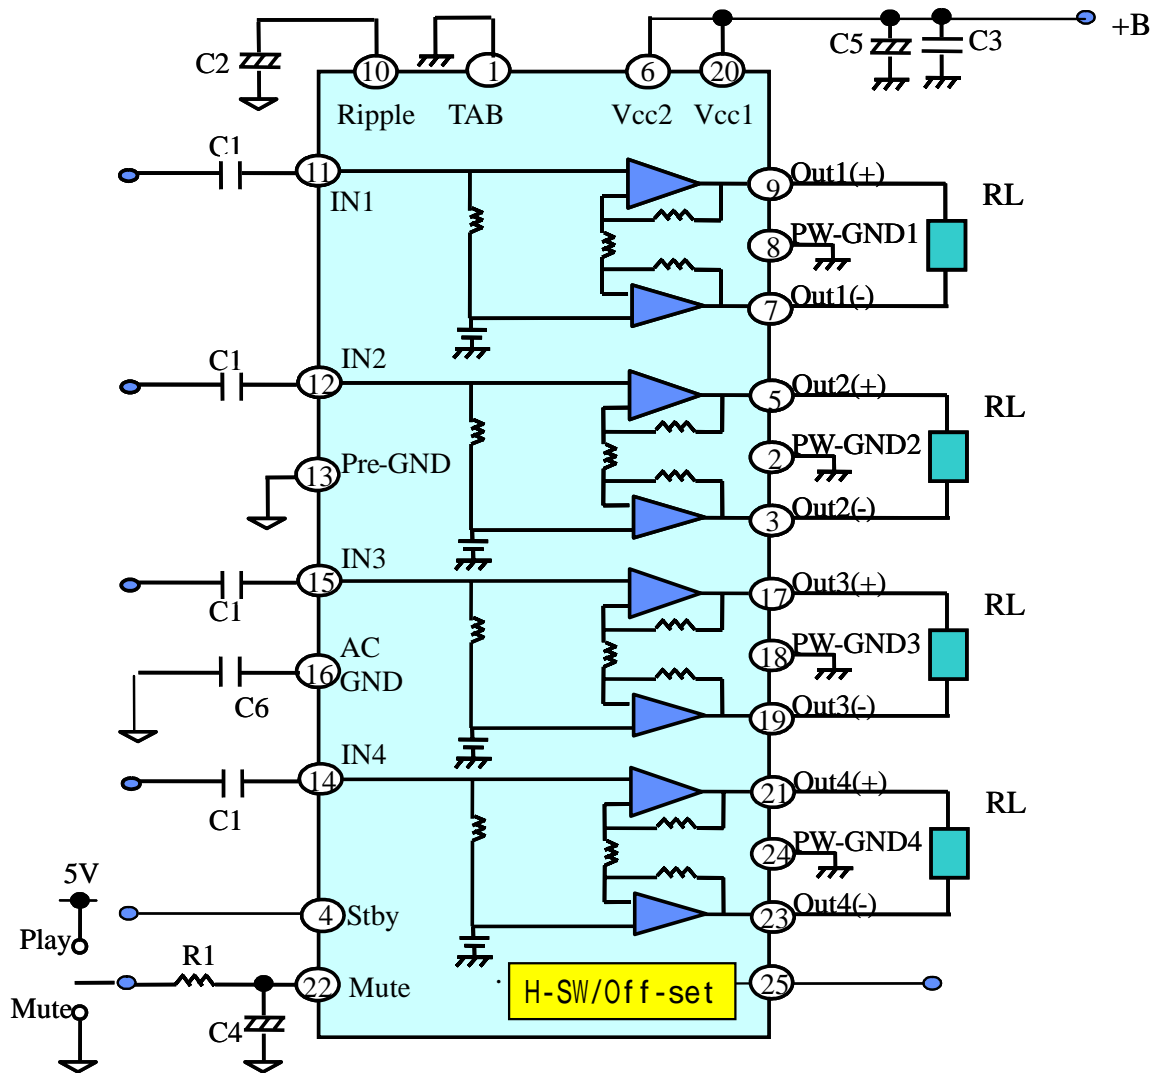 +B
C2
C5
C3
10
1
6
20
Ripple
TAB
Vcc2
Vcc1
C1
11
IN1
9
Out1(+)
RL
8
PW-GND1
7
Out1(-)
C1
12
IN2
5
Out2(+)
RL
13
Pre-GND
2
PW-GND2
3
Out2(-)
C1
15
IN3
17
Out3(+)
RL
C6
16
AC
GND
18
PW-GND3
19
Out3(-)
C1
14
IN4
21
Out4(+)
RL
24
PW-GND4
5V
4
Stby
23
Out4(-)
Play
R1
22
Mute
H-SW/Off-set
25
Mute
C4